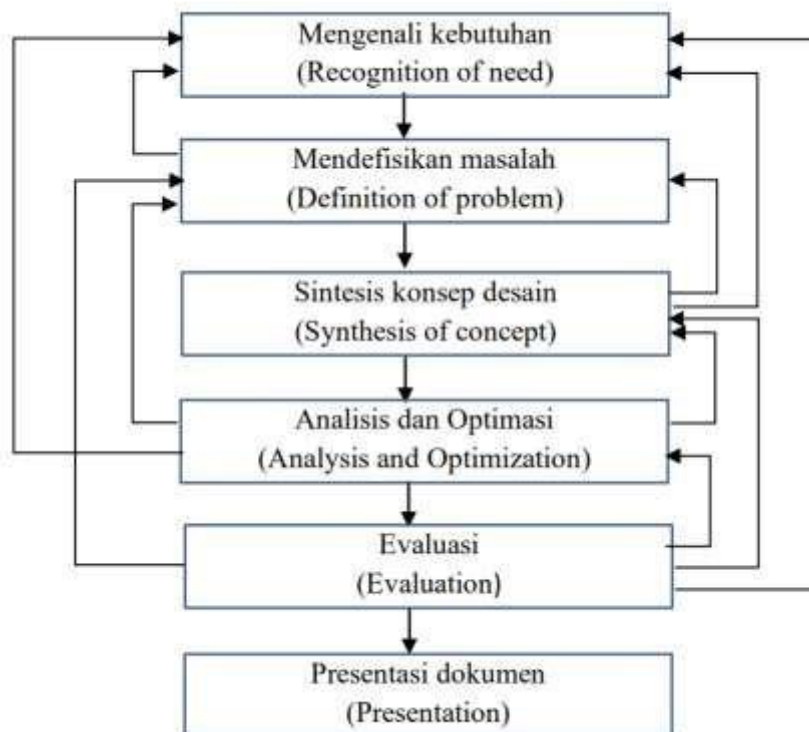 Mengenali kebutuhan
(Recognition of need)
Mendefisikan masalah
(Definition of problem)
Sintesis konsep desain
(Synthesis of concept)
Analisis dan Optimasi
(Analysis and Optimization)
Evaluasi
(Evaluation)
Presentasi dokumen
(Presentation)